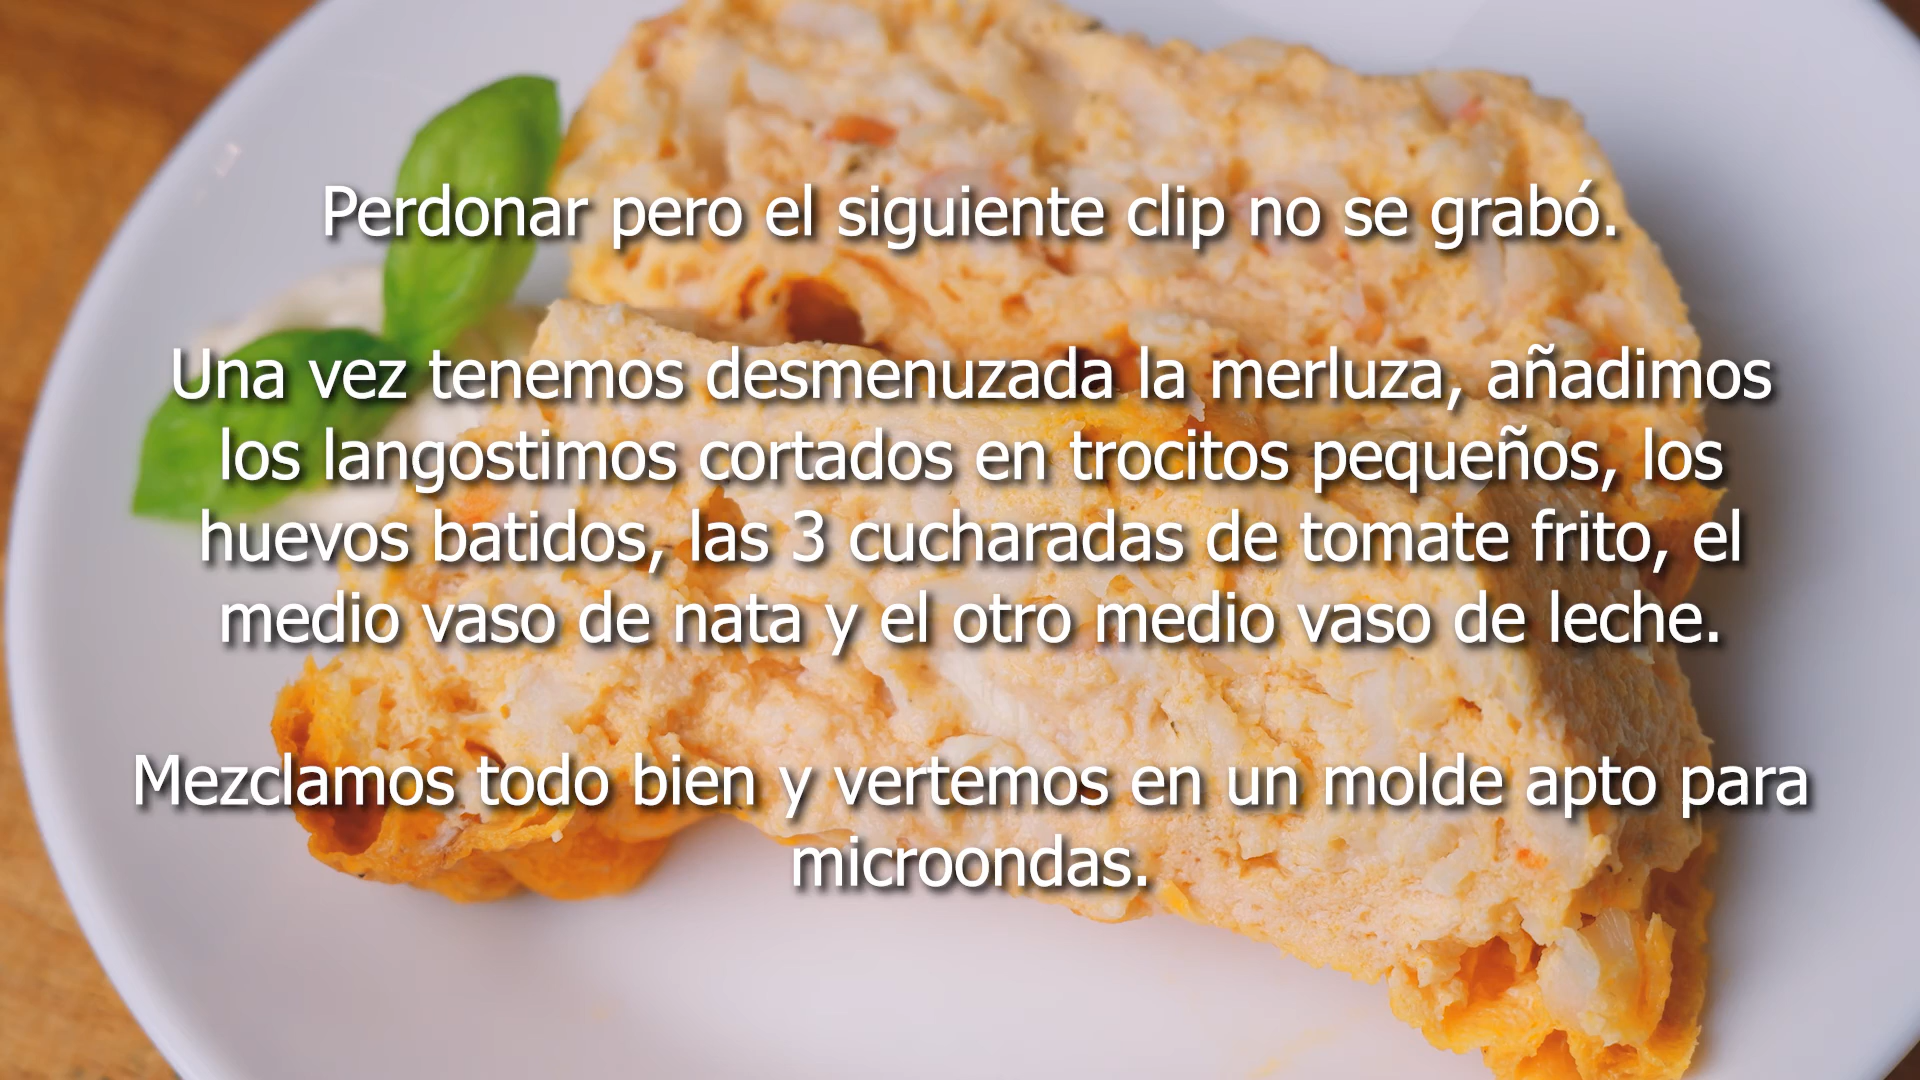 Perdonar pero el siguiente clip no se grabó.
Una vez tenemos desmenuzada la merluza, añadimos
los langostimos cortados en trocitos pequeños, los
huevos batidos, las 3 cucharadas de tomate frito, el
medio vaso de nata y el otro medio vaso de leche.
Mezclamos todo bien y vertemos en un molde apto para
microondas.